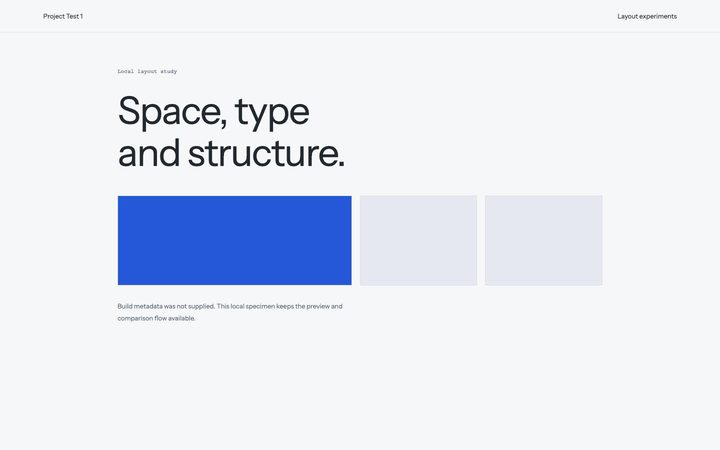 Project Test 1
Layout experiments
Local layout study
Space, type
and structure.
Build metadata was not supplied. This local specimen keeps the preview and
comparison flow available.